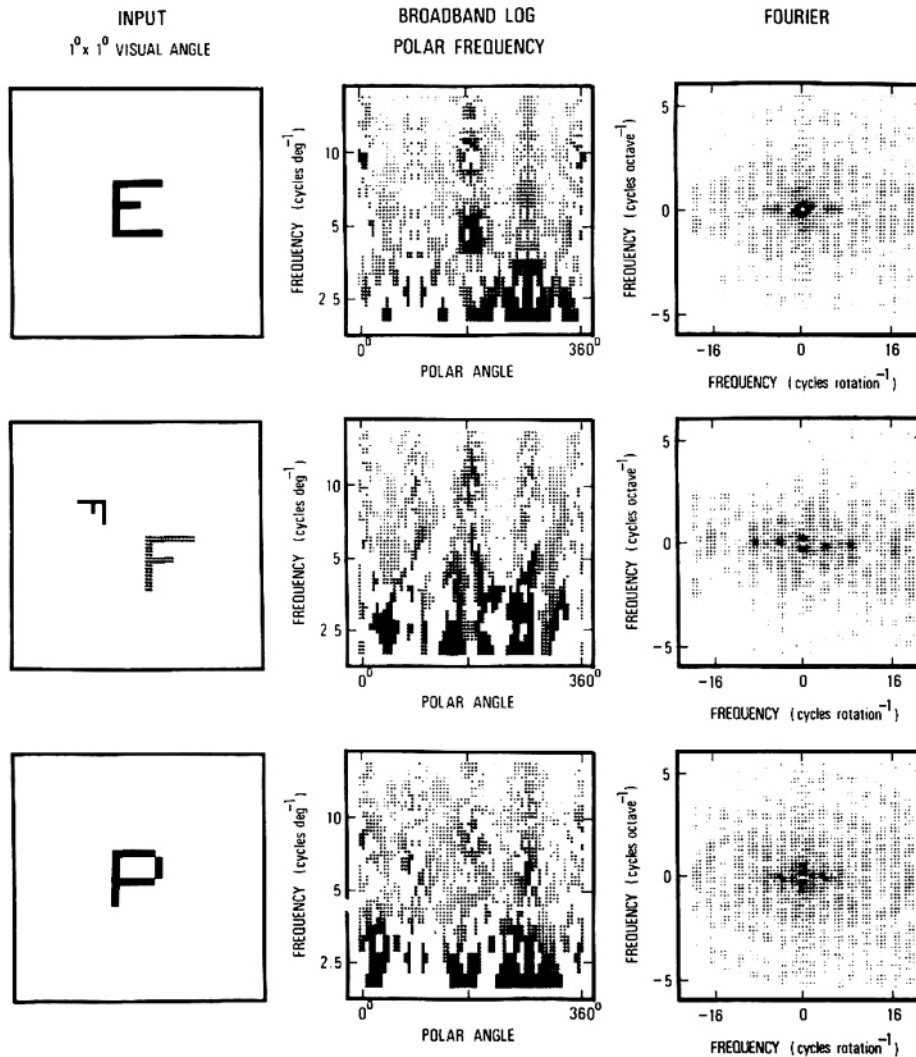 INPUT
1° x 1° VISUAL ANGLE
BROADBAND LOG
POLAR FREQUENCY
FOURIER
E
FREQUENCY (cycles deg⁻¹)
10
5
2 5
0°
360°
POLAR ANGLE
FREQUENCY (cycles octave⁻¹)
5
0
-5
-16
0
16
FREQUENCY (cycles rotation⁻¹)
F
F
FREQUENCY (cycles deg⁻¹)
10
5
2 5
0°
360°
POLAR ANGLE
FREQUENCY (cycles octave⁻¹)
5
0
-5
-16
0
16
FREQUENCY (cycles rotation⁻¹)
P
FREQUENCY (cycles deg⁻¹)
10
5
2.5
0°
360°
POLAR ANGLE
FREQUENCY (cycles octave⁻¹)
5
0
-5
-16
0
16
FREQUENCY (cycles rotation⁻¹)